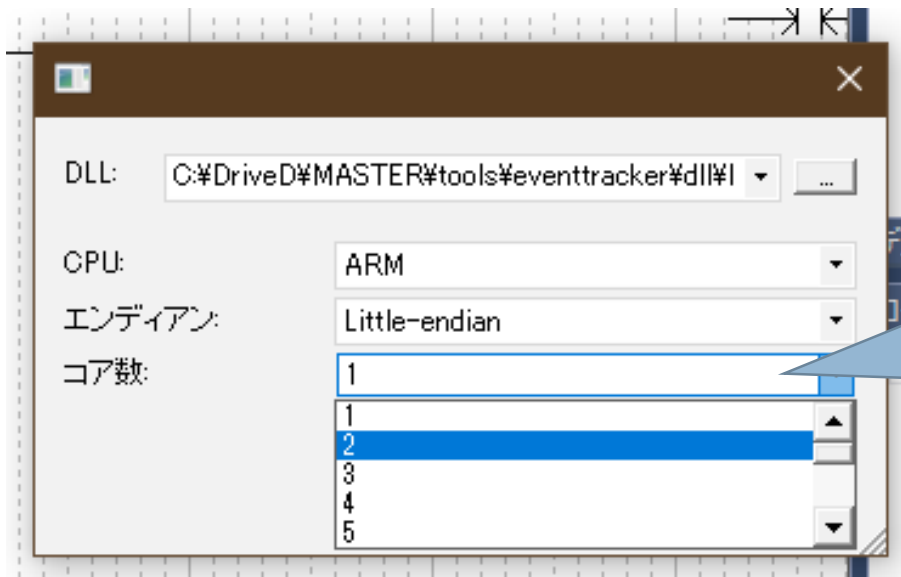 DLL: C:¥DriveD¥MASTER¥tools¥eventtracker¥dll¥l ...
CPU: ARM
エンディアン: Little-endian
コア数: 1
1
2
3
4
5